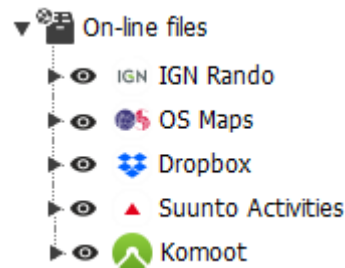 On-line files
IGN IGN Rando
OS Maps
Dropbox
Suunto Activities
Komoot